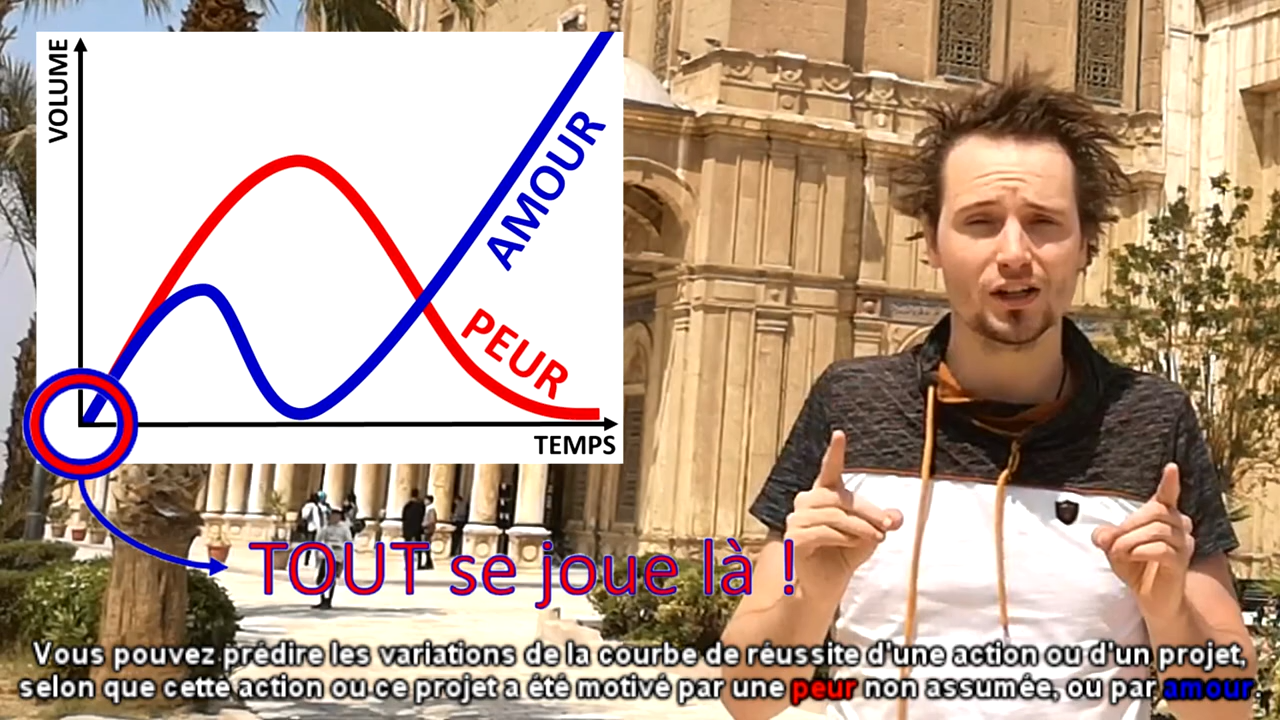 VOLUME
AMOUR
PEUR
TEMPS
TOUT se joue là !
Vous pouvez prédire les variations de la courbe de réussite d'une action ou d'un projet,
selon que cette action ou ce projet a été motivé par une peur non assumée, ou par amour.